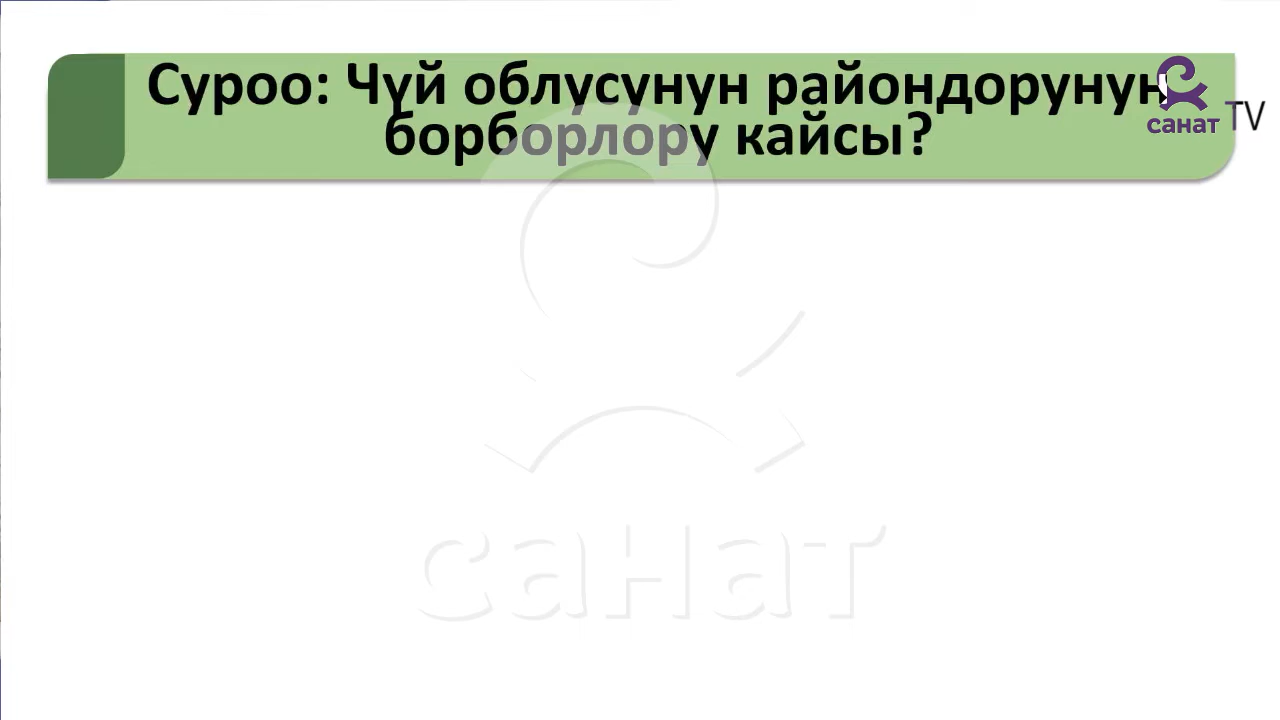 Суроо: Чүй облусунун райондорунун
борборлору кайсы?
санат TV
санат